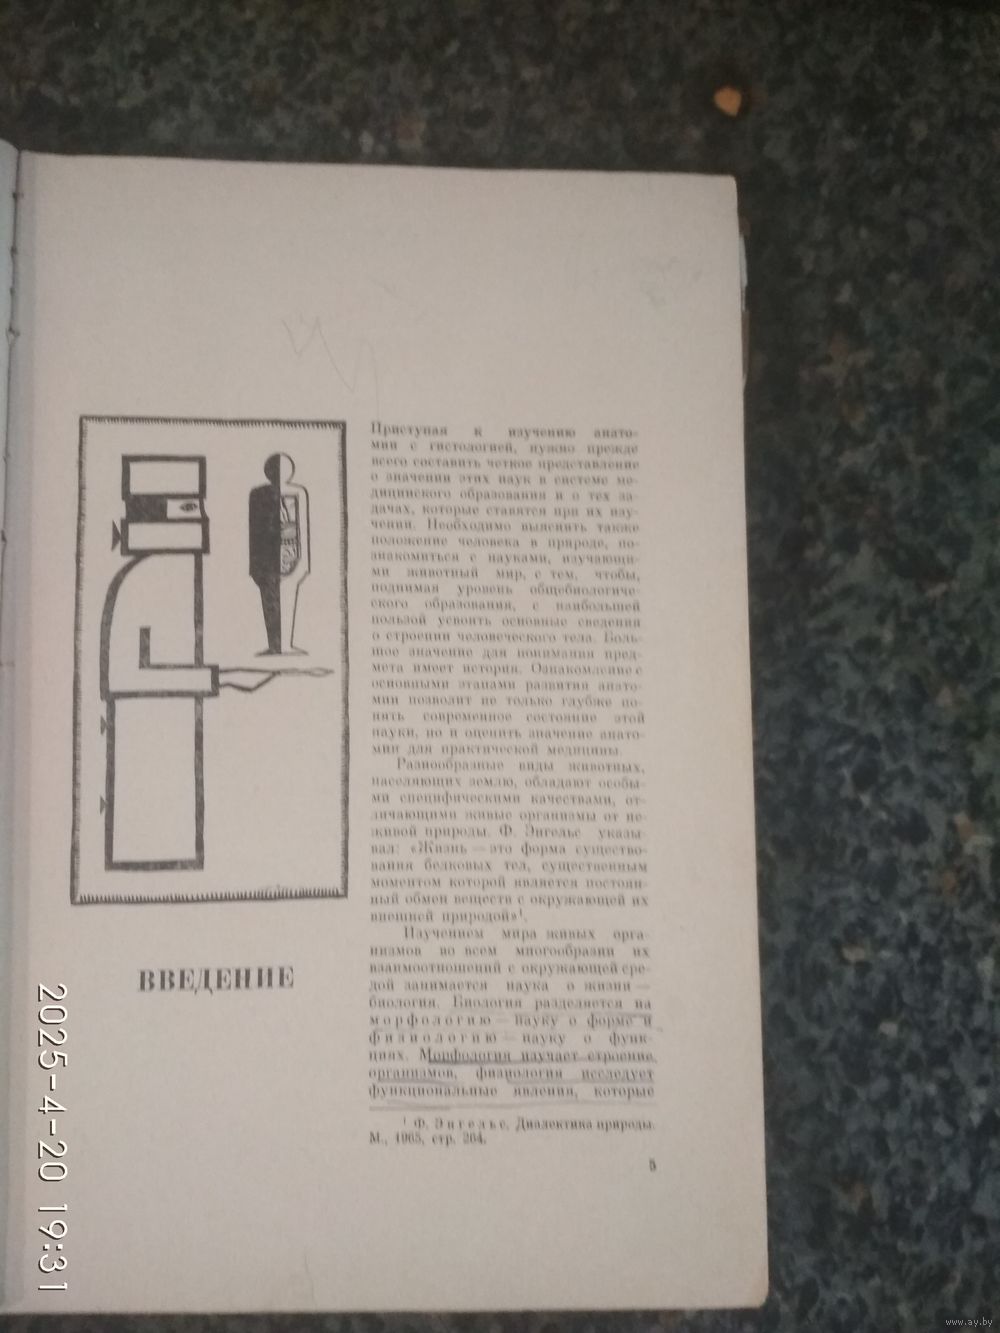 Приступая к изучению анато-
мии с гистологией, нужно прежде
всего составить четкое представление
о значении этих наук в системе ме-
дицинского образования и о тех за-
дачах, которые ставятся при их изу-
чении. Необходимо выяснить также
положение человека в природе, по-
знакомиться с науками, изучающи-
ми животный мир, с тем, чтобы,
поднимая уровень общебиологиче-
ского образования, с наибольшей
пользой усвоить основные сведения
о строении человеческого тела. Боль-
шое значение для понимания пред-
мета имеет история. Ознакомление с
основными этапами развития анато-
мии позволит не только глубже по-
нять современное состояние этой
науки, но и оценить значение анато-
мии для практической медицины.
Разнообразные виды животных,
населяющих землю, обладают особы-
ми специфическими качествами, от-
личающими живые организмы от не-
живой природы. Ф. Энгельс указы-
вал: «Жизнь — это форма существо-
вания белковых тел, существенным
моментом которой является постоян-
ный обмен веществ с окружающей их
внешней природой»¹.
Изучением мира живых орга-
низмов во всем многообразии их
взаимоотношений с окружающей сре-
дой занимается наука о жизни —
биология. Биология разделяется на
морфологию — науку о форме и
физиологию — науку о функ-
циях. Морфология изучает строение
организмов, физиология исследует
функциональные явления, которые
¹ Ф. Энгельс. Диалектика природы.
М., 1965, стр. 264.
5
ВВЕДЕНИЕ
2025-4-20 19:31
www.ay.by